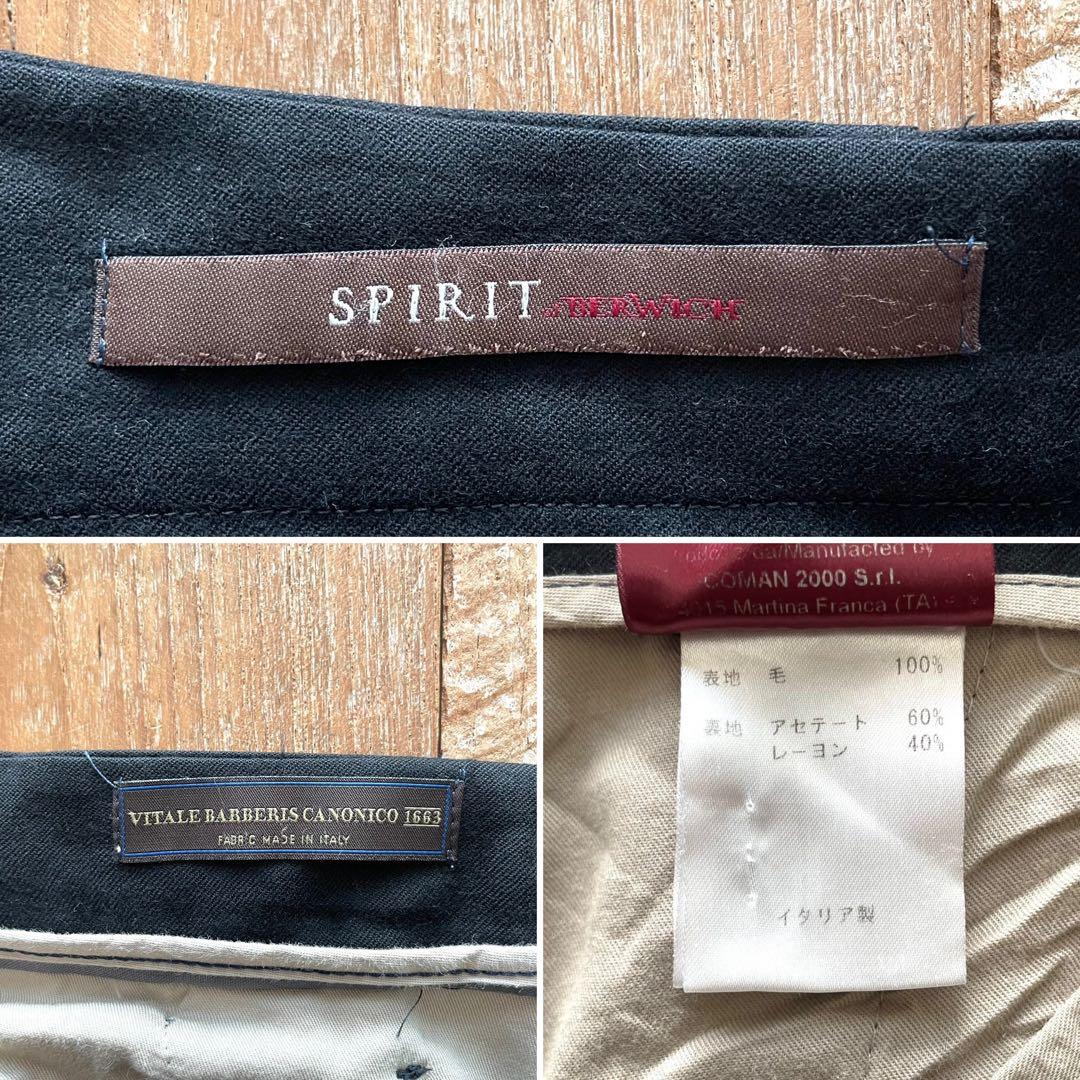 SPIRIT of BERWICH
VITALE BARBERIS CANONICO 1663
FABRIC MADE IN ITALY
/Manufacted by
COMAN 2000 S.r.l.
Martina Franca (TA)
表地 毛 100%
裏地 アセテート 60%
レーヨン 40%
イタリア製